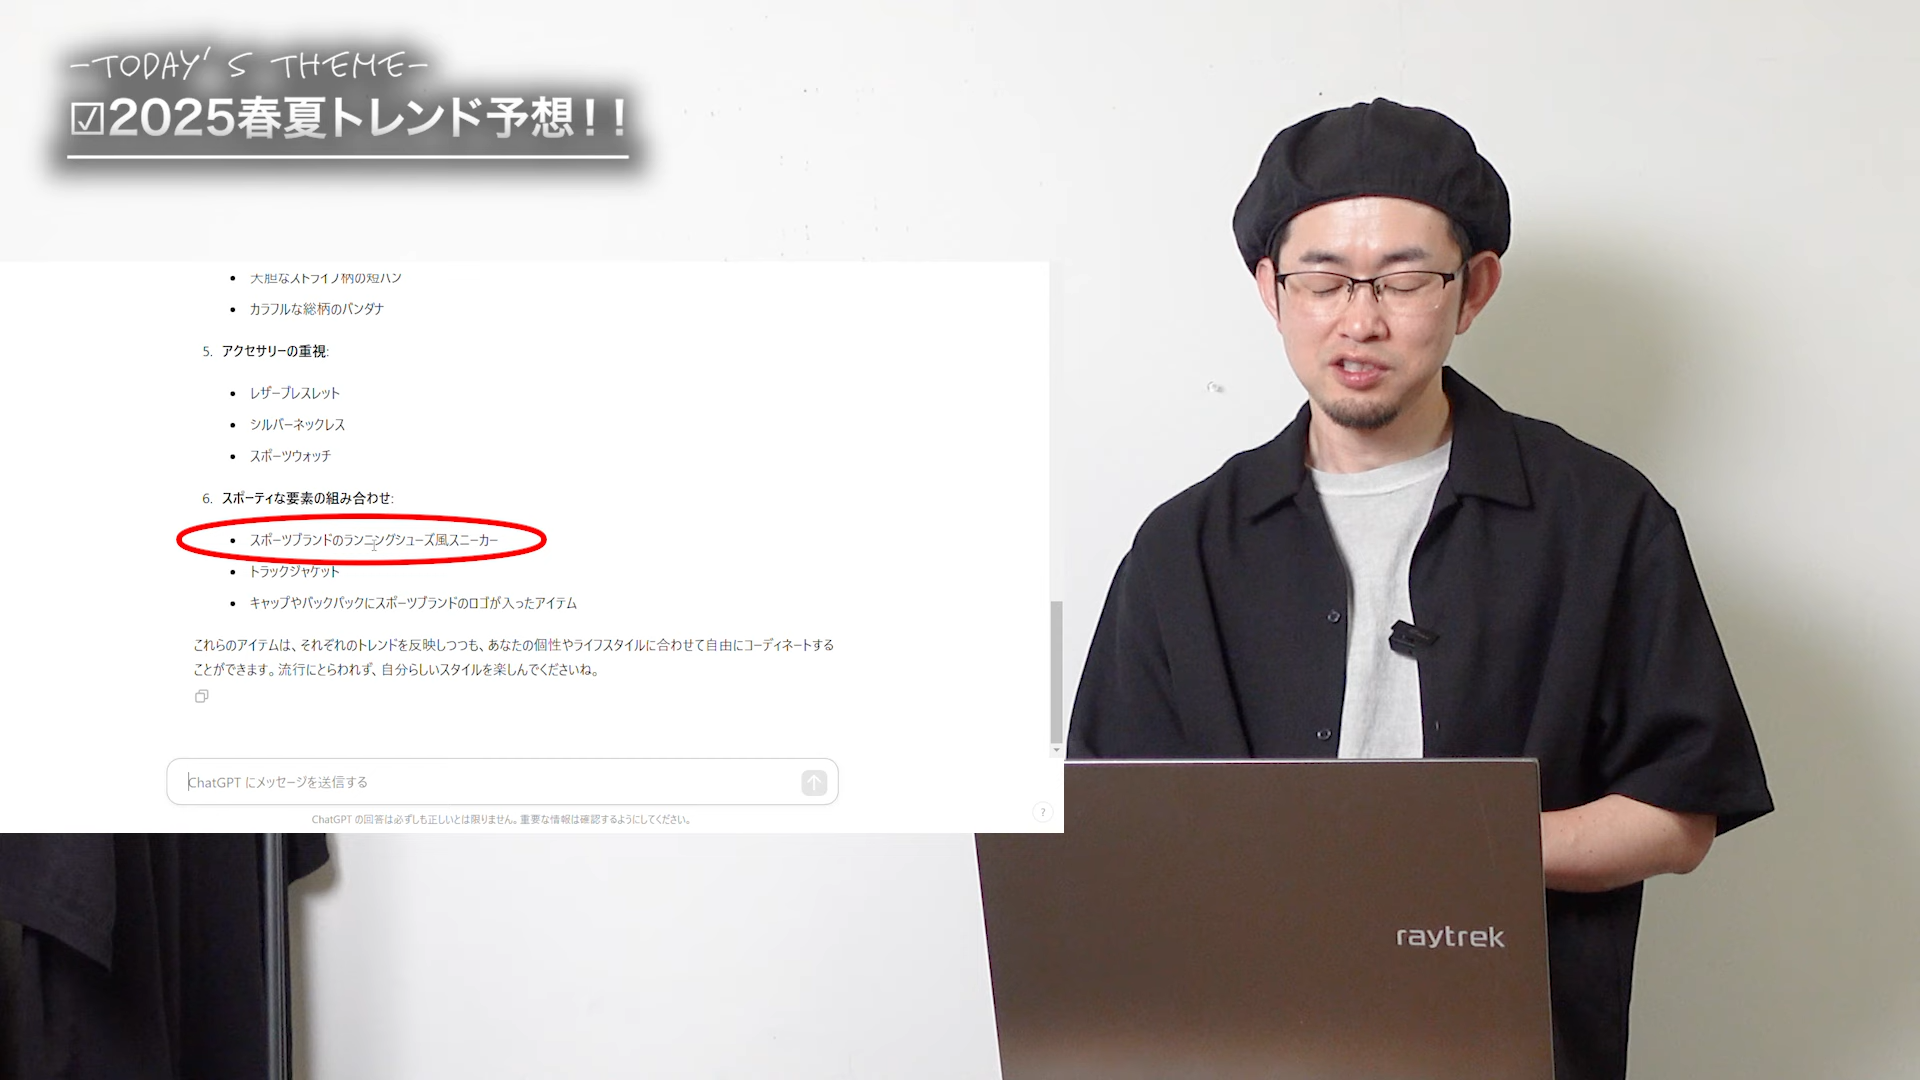 -TODAY'S THEME-
☑2025春夏トレンド予想!!
• 大胆なストライプ柄の短パン
• カラフルな総柄のバンダナ
5. アクセサリーの重視:
• レザーブレスレット
• シルバーネックレス
• スポーツウォッチ
6. スポーティな要素の組み合わせ:
• スポーツブランドのランニングシューズ風スニーカー
• トラックジャケット
• キャップやバックパックにスポーツブランドのロゴが入ったアイテム
これらのアイテムは、それぞれのトレンドを反映しつつも、あなたの個性やライフスタイルに合わせて自由にコーディネートする
ことができます。流行にとらわれず、自分らしいスタイルを楽しんでくださいね。
ChatGPT にメッセージを送信する
ChatGPT の回答は必ずしも正しいとは限りません。重要な情報は確認するようにしてください。
?
raytrek